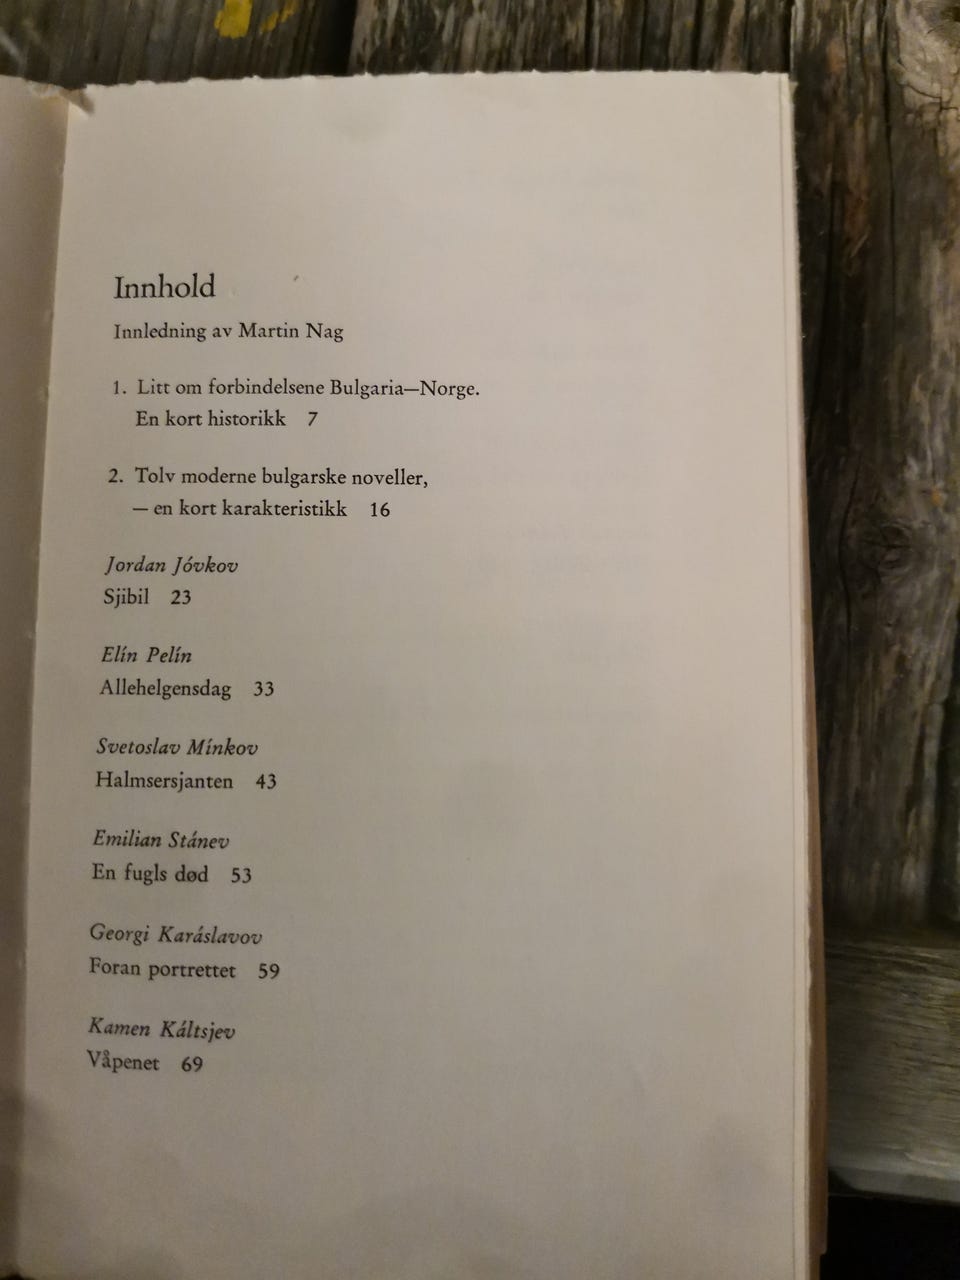 Innhold
Innledning av Martin Nag
1. Litt om forbindelsene Bulgaria—Norge.
En kort historikk 7
2. Tolv moderne bulgarske noveller,
— en kort karakteristikk 16
Jordan Jóvkov
Sjibil 23
Elín Pelín
Allehelgensdag 33
Svetoslav Mínkov
Halmsersjanten 43
Emilian Stánev
En fugls død 53
Georgi Karáslavov
Foran portrettet 59
Kamen Káltsjev
Våpenet 69